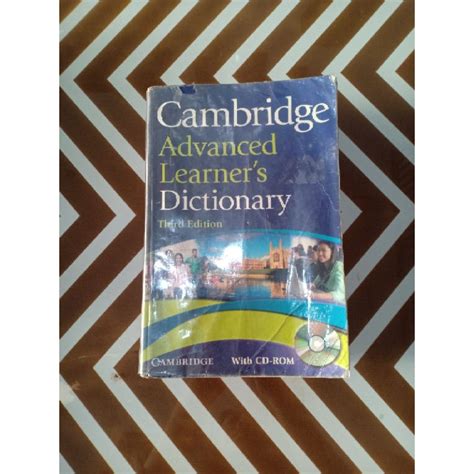 Cambridge
Advanced
Learner's
Dictionary
Third Edition
CAMBRIDGE With CD-ROM